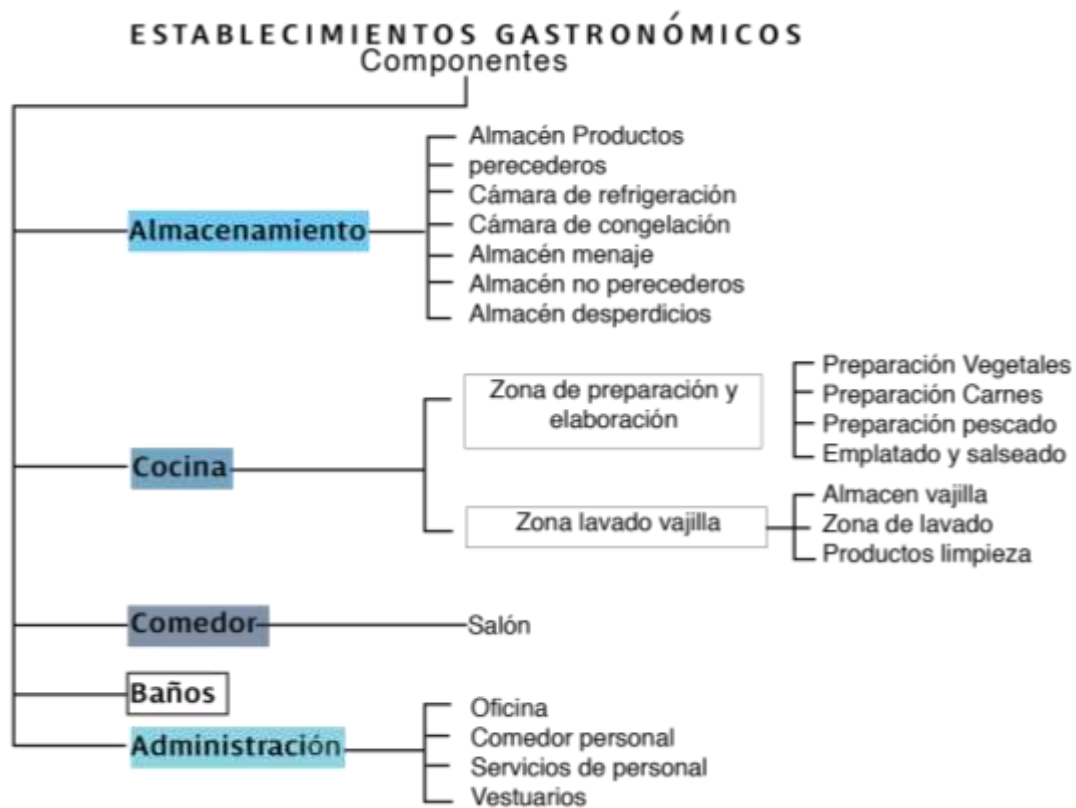 ESTABLECIMIENTOS GASTRONÓMICOS
Componentes
Almacenamiento
Almacén Productos
perecederos
Cámara de refrigeración
Cámara de congelación
Almacén menaje
Almacén no perecederos
Almacén desperdicios
Cocina
Zona de preparación y
elaboración
Preparación Vegetales
Preparación Carnes
Preparación pescado
Emplatado y salseado
Zona lavado vajilla
Almacen vajilla
Zona de lavado
Productos limpieza
Comedor
Salón
Baños
Administración
Oficina
Comedor personal
Servicios de personal
Vestuarios